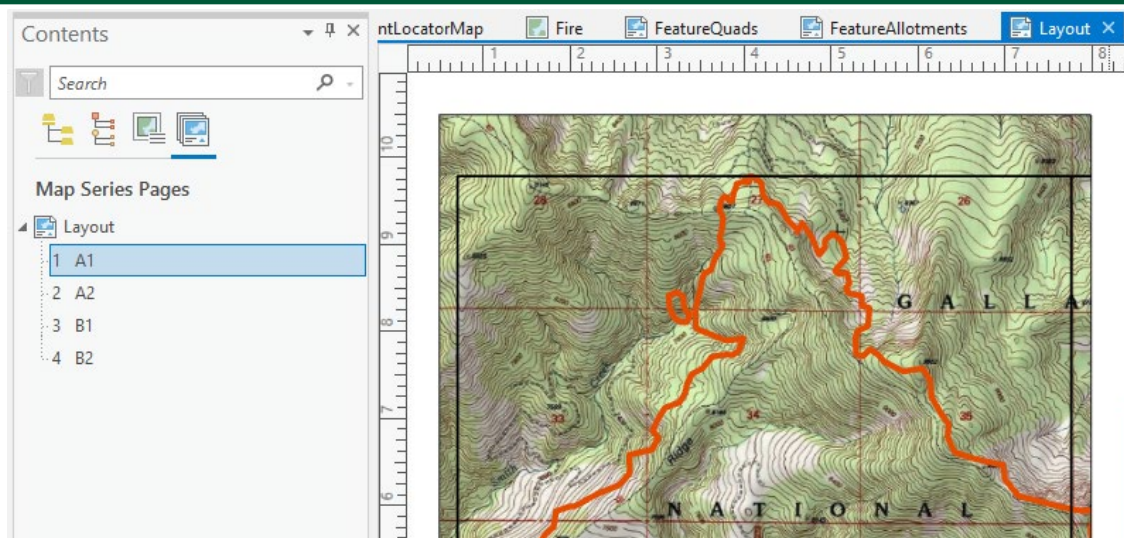 Contents
ntLocatorMap Fire FeatureQuads FeatureAllotments Layout
1 2 3 4 5 6 7 8
Search
Map Series Pages
Layout
1 A1
2 A2
3 B1
4 B2
10
9
8
7
6
28 27 26
G A L L A
33 34 35
Creek
Smith
Ridge
N A T I O N A L